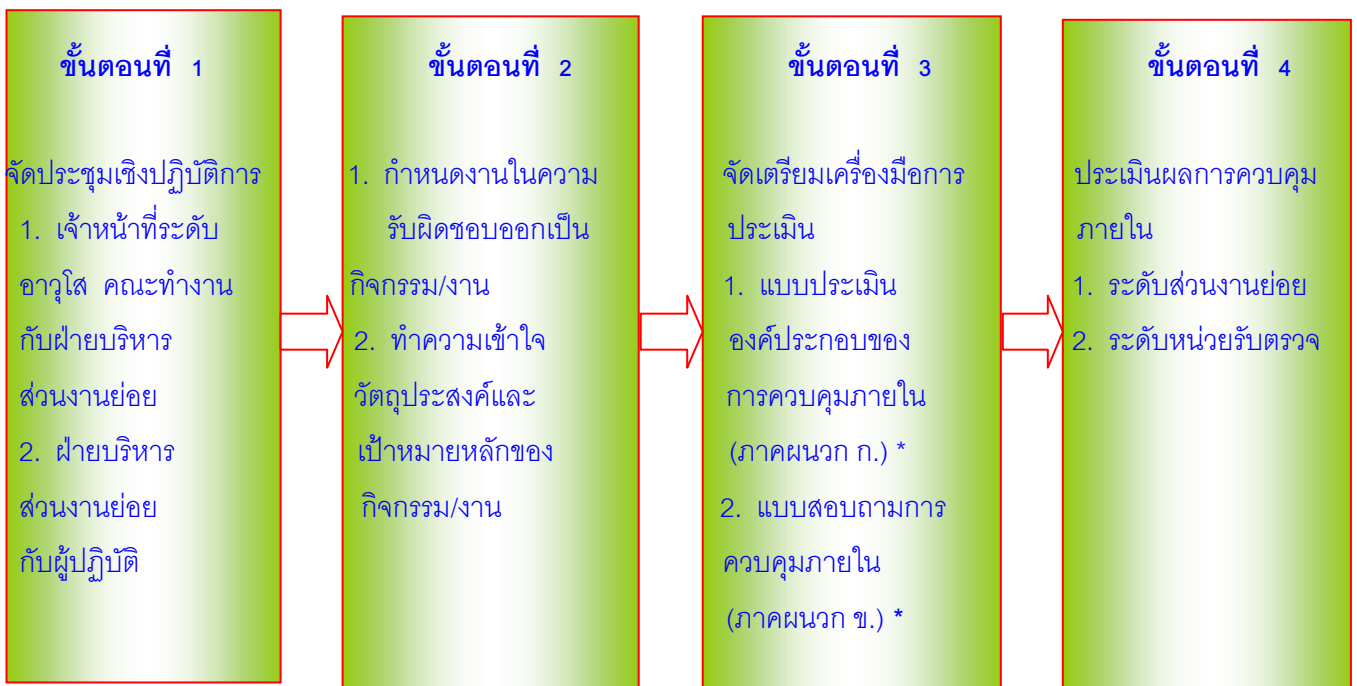 ขั้นตอนที่ 1
จัดประชุมเชิงปฏิบัติการ
1. เจ้าหน้าที่ระดับ
อาวุโส คณะทำงาน
กับฝ่ายบริหาร
ส่วนงานย่อย
2. ฝ่ายบริหาร
ส่วนงานย่อย
กับผู้ปฏิบัติ
ขั้นตอนที่ 2
1. กำหนดงานในความ
รับผิดชอบออกเป็น
กิจกรรม/งาน
2. ทำความเข้าใจ
วัตถุประสงค์และ
เป้าหมายหลักของ
กิจกรรม/งาน
ขั้นตอนที่ 3
จัดเตรียมเครื่องมือการ
ประเมิน
1. แบบประเมิน
องค์ประกอบของ
การควบคุมภายใน
(ภาคผนวก ก.) *
2. แบบสอบถามการ
ควบคุมภายใน
(ภาคผนวก ข.) *
ขั้นตอนที่ 4
ประเมินผลการควบคุม
ภายใน
1. ระดับส่วนงานย่อย
2. ระดับหน่วยรับตรวจ